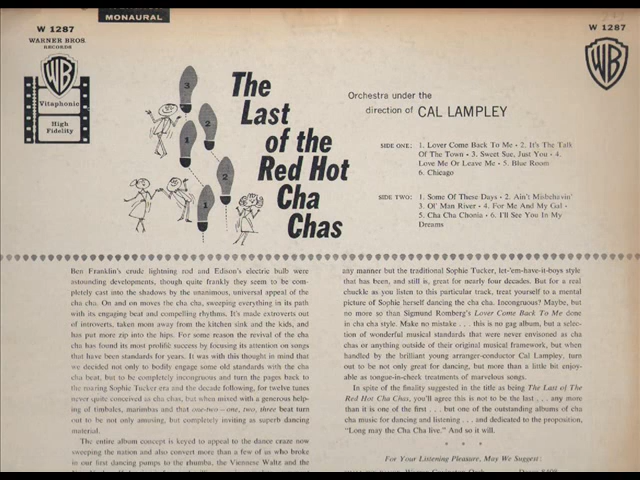 MONAURAL
W 1287
WARNER BROS.
RECORDS
WB
Vitaphonic
High
Fidelity
3
2
1
2
1
The
Last
of the
Red Hot
Cha
Chas
W 1287
WB
Orchestra under the
direction of CAL LAMPLEY
SIDE ONE: 1. Lover Come Back To Me • 2. It's The Talk
Of The Town • 3. Sweet Sue, Just You • 4.
Love Me Or Leave Me • 5. Blue Room
6. Chicago
SIDE TWO: 1. Some Of These Days • 2. Ain't Misbehavin'
3. Ol' Man River • 4. For Me And My Gal •
5. Cha Cha Chonia • 6. I'll See You In My
Dreams
Ben Franklin's crude lightning rod and Edison's electric bulb were
astounding developments, though quite frankly they seem to be com-
pletely cast into the shadows by the unanimous, universal appeal of the
cha cha. On and on moves the cha cha, sweeping everything in its path
with its engaging beat and compelling rhythms. It's made extroverts out
of introverts, taken mom away from the kitchen sink and the kids, and
has put more zip into the hips. For some reason the revival of the cha
cha has found its most prolific success by focusing its attention on songs
that have been standards for years. It was with this thought in mind that
we decided not only to bodily engage some old standards with the cha
cha beat, but to be completely incongruous and turn the pages back to
the roaring Sophie Tucker era and the decade following, for twelve tunes
never quite conceived as cha chas, but when mixed with a generous help-
ing of timbales, marimbas and that one-two—one, two, three beat turn
out to be not only amusing, but completely inviting as superb dancing
material.
The entire album concept is keyed to appeal to the dance craze now
sweeping the nation and also convert more than a few of us who broke
in our first dancing pumps to the rhumba, the Viennese Waltz and the
any manner but the traditional Sophie Tucker, let-'em-have-it-boys style
that has been, and still is, great for nearly four decades. But for a real
chuckle as you listen to this particular track, treat yourself to a mental
picture of Sophie herself dancing the cha cha. Incongruous? Maybe, but
no more so than Sigmund Romberg's Lover Come Back To Me done
in cha cha style. Make no mistake . . . this is no gag album, but a selec-
tion of wonderful musical standards that were never envisioned as cha
chas or anything outside of their original musical framework, but when
handled by the brilliant young arranger-conductor Cal Lampley, turn
out to be not only great for dancing, but more than a little bit enjoy-
able as tongue-in-check treatments of marvelous songs.
In spite of the finality suggested in the title as being The Last of The
Red Hot Cha Chas, you'll agree this is not to be the last . . . any more
than it is one of the first . . . but one of the outstanding albums of cha
cha music for dancing and listening . . . and dedicated to the proposition,
"Long may the Cha Cha live." And so it will.
* * *
For Your Listening Pleasure, May We Suggest: